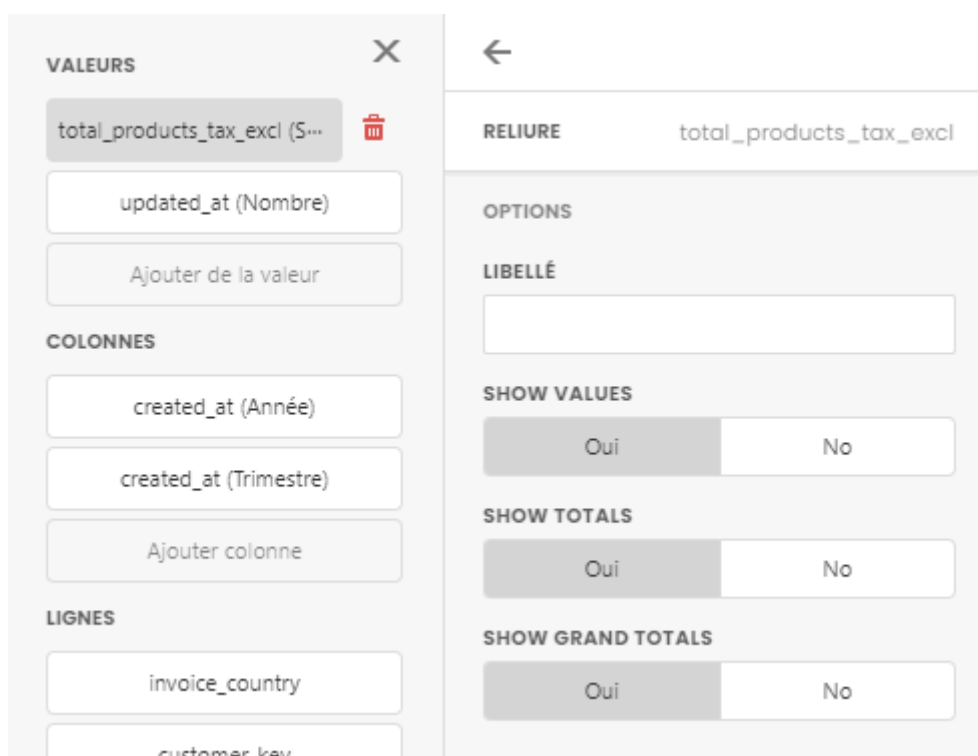 VALEURS
total_products_tax_excl (S...
updated_at (Nombre)
Ajouter de la valeur
COLONNES
created_at (Année)
created_at (Trimestre)
Ajouter colonne
LIGNES
invoice_country
customer_key
RELIURE total_products_tax_excl
OPTIONS
LIBELLÉ
SHOW VALUES
Oui No
SHOW TOTALS
Oui No
SHOW GRAND TOTALS
Oui No